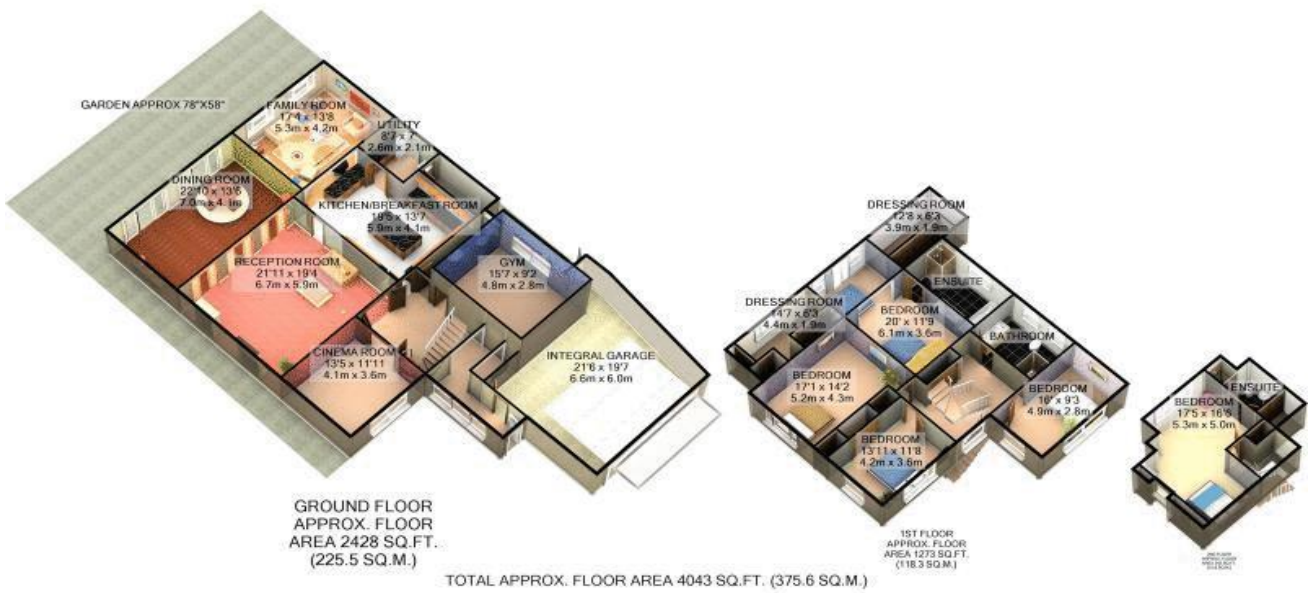 GARDEN APPROX 78"X58"
FAMILY ROOM
17'4 x 13'8
5.3m x 4.2m
UTILITY
8'7 x 7'
2.6m x 2.1m
DINING ROOM
22'10 x 13'6
7.0m x 4.1m
KITCHEN/BREAKFAST ROOM
19'5 x 13'7
5.9m x 4.1m
RECEPTION ROOM
21'11 x 19'4
6.7m x 5.9m
GYM
15'7 x 9'2
4.8m x 2.8m
CINEMA ROOM
13'5 x 11'11
4.1m x 3.6m
INTEGRAL GARAGE
21'6 x 19'7
6.6m x 6.0m
GROUND FLOOR
APPROX. FLOOR
AREA 2428 SQ.FT.
(225.5 SQ.M.)
DRESSING ROOM
12'8 x 6'3
3.9m x 1.9m
ENSUITE
DRESSING ROOM
14'7 x 6'3
4.4m x 1.9m
BEDROOM
20' x 11'9
6.1m x 3.6m
BATHROOM
BEDROOM
17'1 x 14'2
5.2m x 4.3m
BEDROOM
16' x 9'3
4.9m x 2.8m
BEDROOM
13'11 x 11'8
4.2m x 3.6m
1ST FLOOR
APPROX. FLOOR
AREA 1273 SQ.FT.
(118.3 SQ.M.)
ENSUITE
BEDROOM
17'5 x 16'6
5.3m x 5.0m
TOTAL APPROX. FLOOR AREA 4043 SQ.FT. (375.6 SQ.M.)